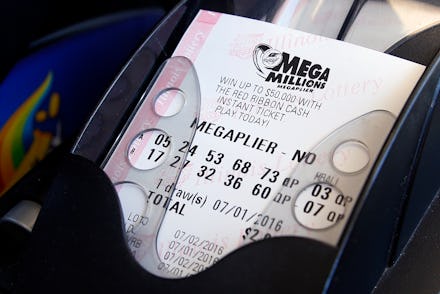 Illinois Lottery
MEGA
MILLIONS
MEGAPLIER
WIN UP TO $50,000 WITH
THE RED RIBBON CASH
INSTANT TICKET
PLAY TODAY!
MEGAPLIER - NO
05 24 53 68 73 QP 03 QP
17 27 32 36 60 QP 07 QP
1 draw(s) 07/01/2016
TOTAL
07/02/2016
07/01/2016